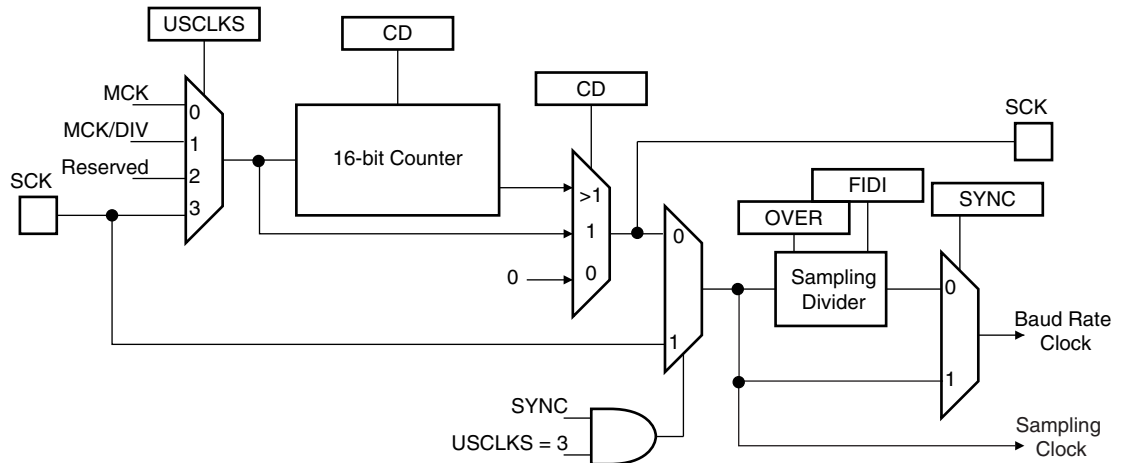 USCLKS
CD
CD
MCK
0
MCK/DIV
1
Reserved
2
SCK
3
16-bit Counter
>1
1
0
0
SCK
FIDI
OVER
SYNC
0
1
Sampling
Divider
0
1
Baud Rate
Clock
SYNC
USCLKS = 3
Sampling
Clock